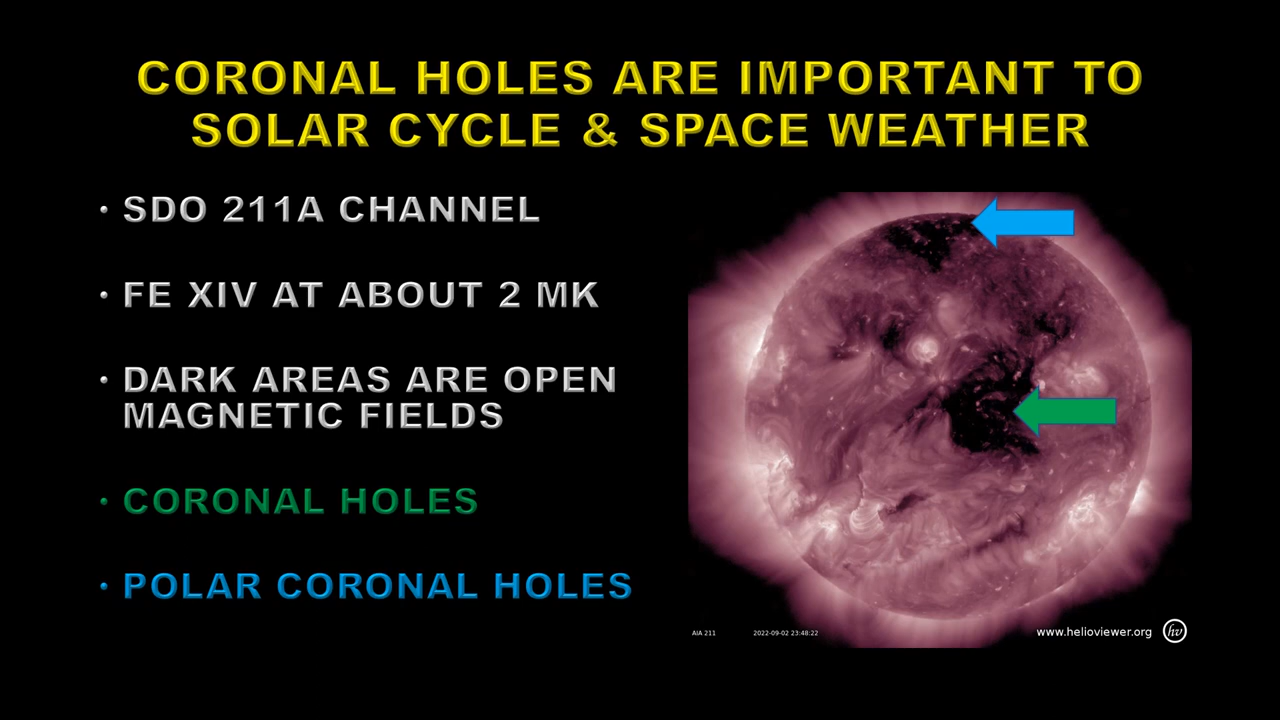 CORONAL HOLES ARE IMPORTANT TO
SOLAR CYCLE & SPACE WEATHER
• SDO 211A CHANNEL
• FE XIV AT ABOUT 2 MK
• DARK AREAS ARE OPEN
MAGNETIC FIELDS
• CORONAL HOLES
• POLAR CORONAL HOLES
AIA 211 2022-09-02 23:48:22
www.helioviewer.org hv